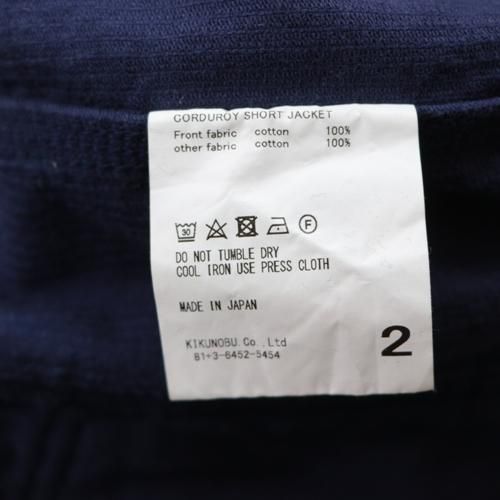 CORDUROY SHORT JACKET
Front fabric cotton 100%
other fabric cotton 100%
30 F
DO NOT TUMBLE DRY
COOL IRON USE PRESS CLOTH
MADE IN JAPAN
KIKUNOBU.Co.,Ltd
81+3-6452-5454
2